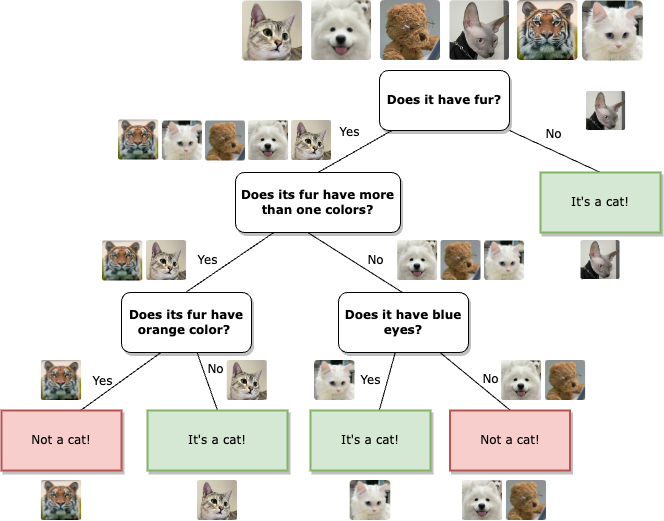 Does it have fur?
Yes
No
Does its fur have more
than one colors?
It's a cat!
Yes
No
Does its fur have
orange color?
Does it have blue
eyes?
Yes
No
Yes
No
Not a cat!
It's a cat!
It's a cat!
Not a cat!